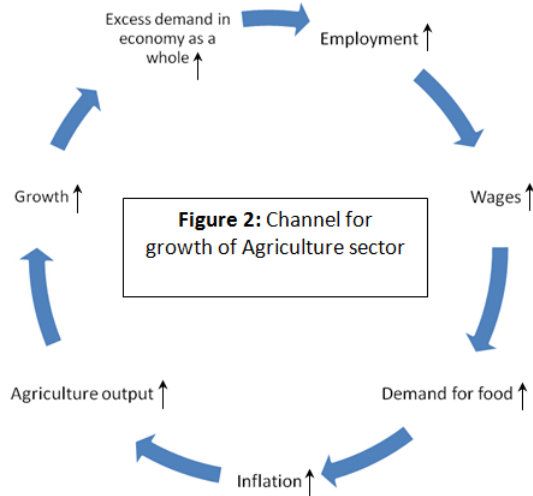 Excess demand in
economy as a
whole
Employment
Wages
Demand for food
Inflation
Agriculture output
Growth
Figure 2: Channel for
growth of Agriculture sector